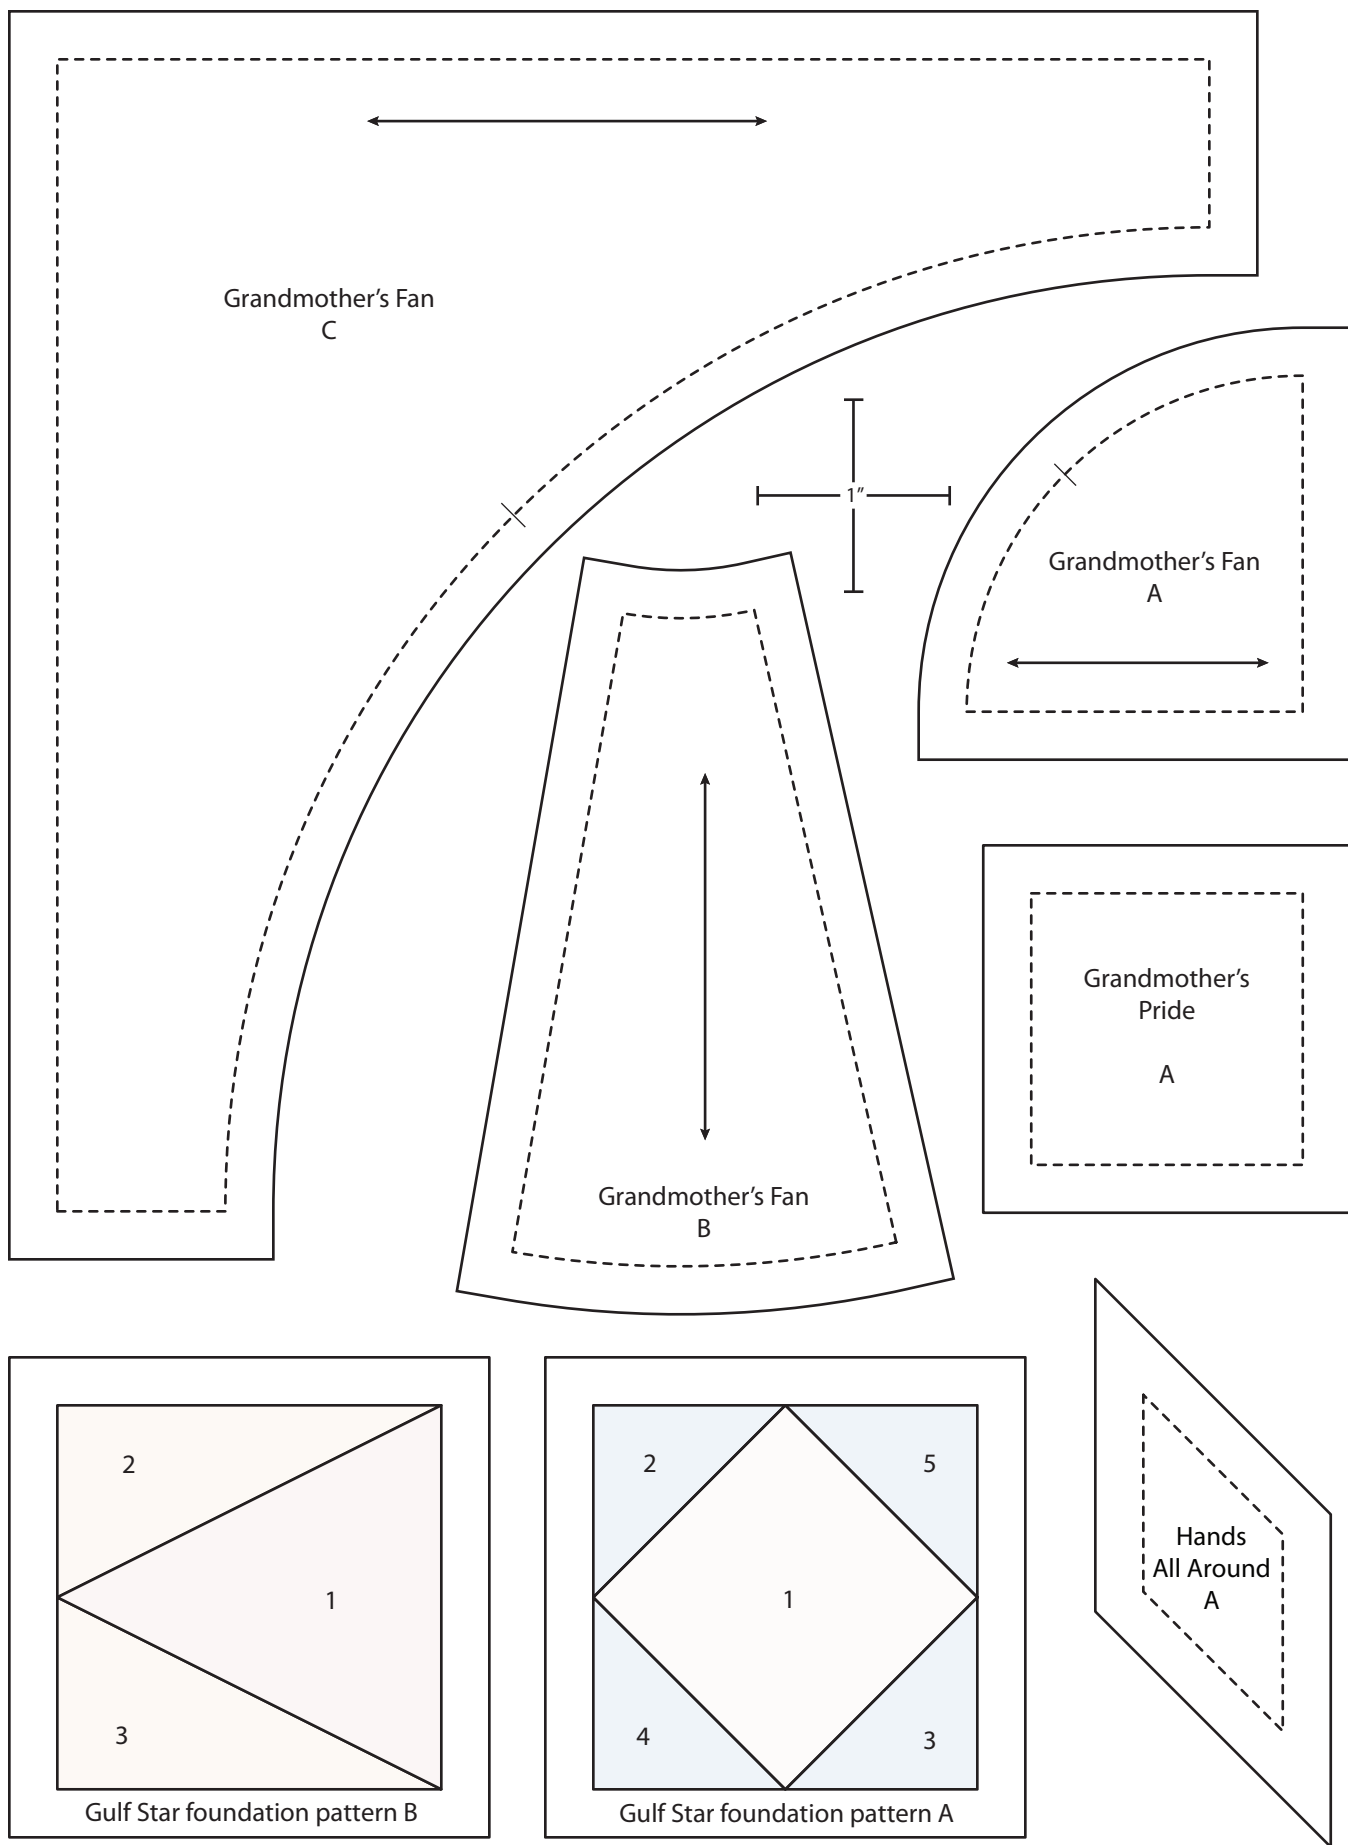 Grandmother’s Fan
C
1”
Grandmother’s Fan
A
Grandmother’s
Pride
A
Grandmother’s Fan
B
2
1
3
Gulf Star foundation pattern B
2
5
1
4
3
Gulf Star foundation pattern A
Hands
All Around
A